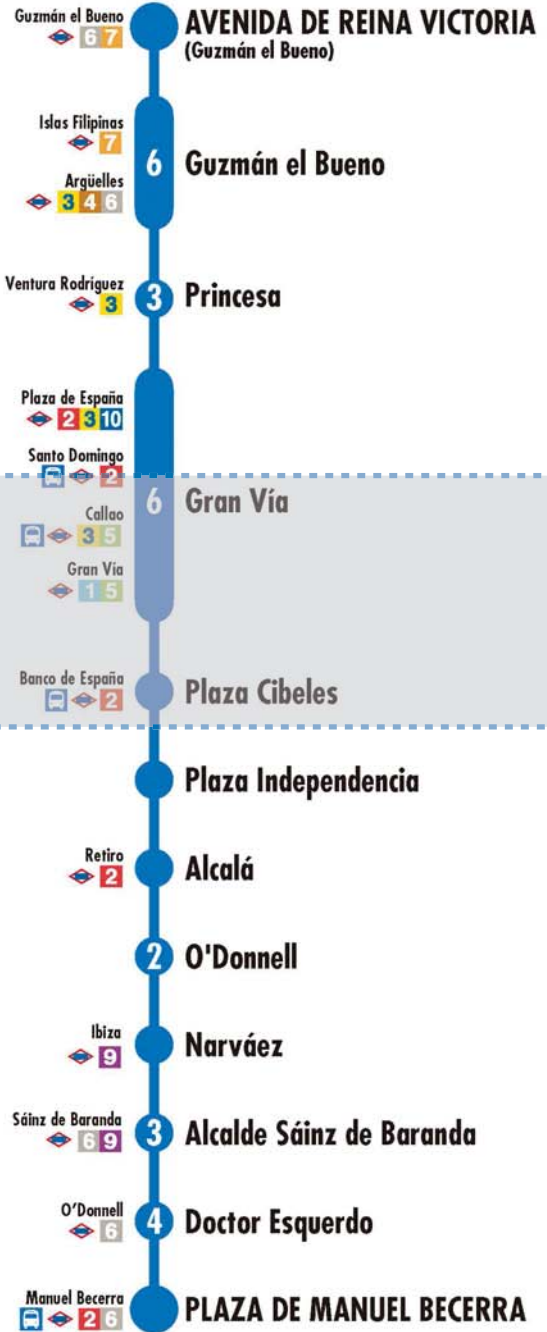 Guzmán el Bueno
6 7
AVENIDA DE REINA VICTORIA
(Guzmán el Bueno)
Islas Filipinas
7
Argüelles
3 4 6
6
Guzmán el Bueno
Ventura Rodríguez
3
3
Princesa
Plaza de España
2 3 10
Santo Domingo
2
6
Gran Vía
Callao
3 5
Gran Vía
1 5
Banco de España
2
Plaza Cibeles
Plaza Independencia
Retiro
2
Alcalá
2
O'Donnell
Ibiza
9
Narváez
Sáinz de Baranda
6 9
3
Alcalde Sáinz de Baranda
O'Donnell
6
4
Doctor Esquerdo
Manuel Becerra
2 6
PLAZA DE MANUEL BECERRA